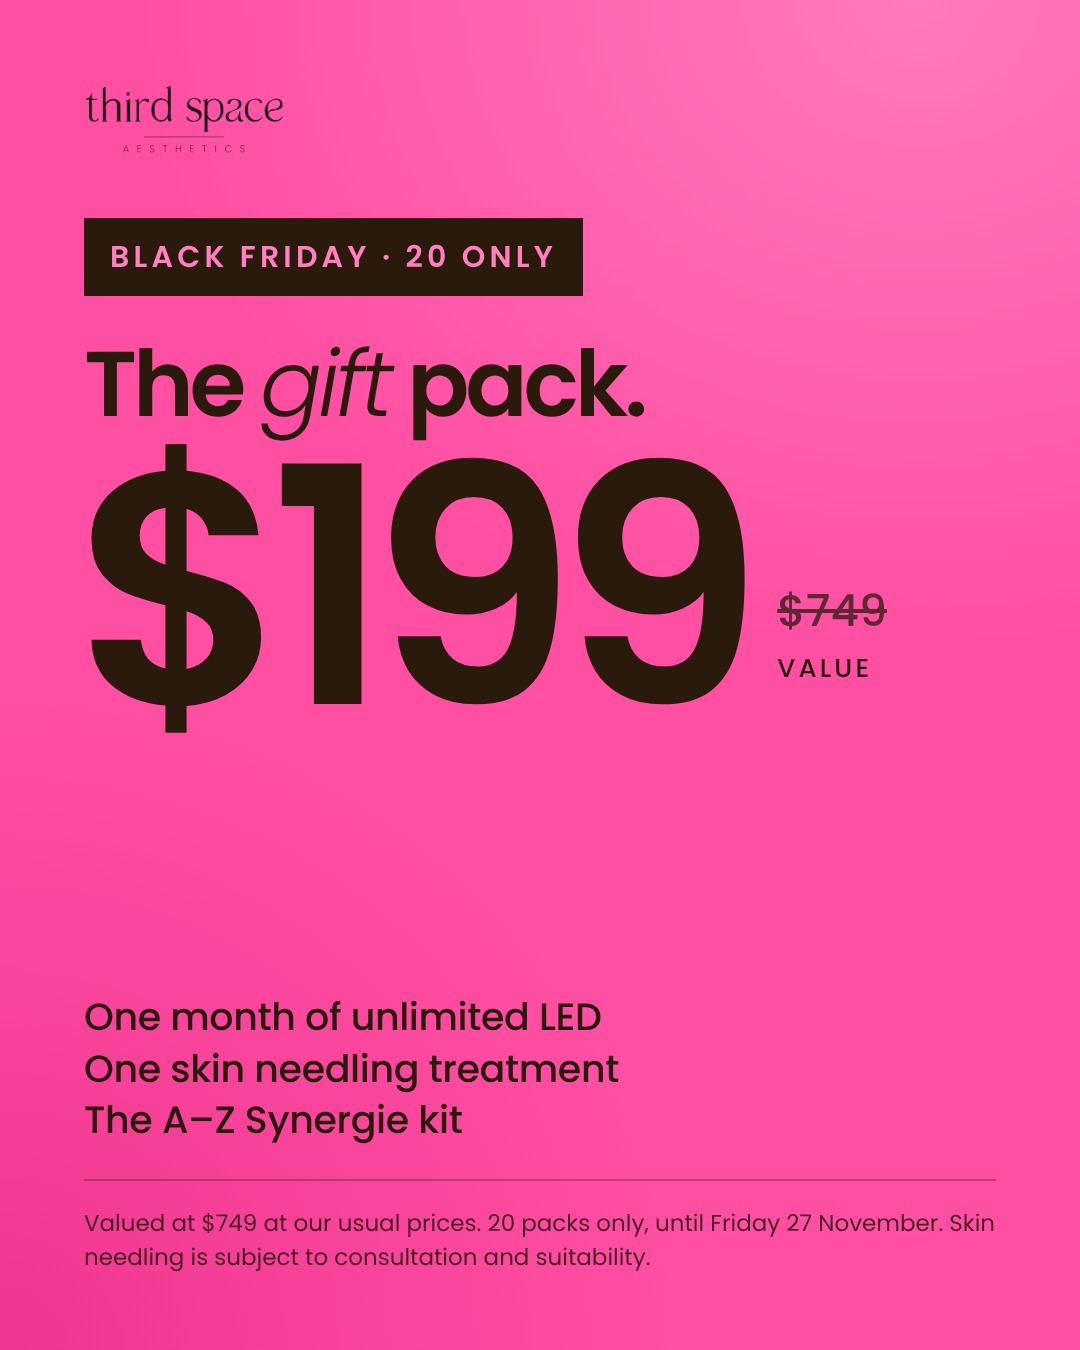 third space
AESTHETICS
BLACK FRIDAY · 20 ONLY
The gift pack.
$199
$749
VALUE
One month of unlimited LED
One skin needling treatment
The A–Z Synergie kit
Valued at $749 at our usual prices. 20 packs only, until Friday 27 November. Skin
needling is subject to consultation and suitability.